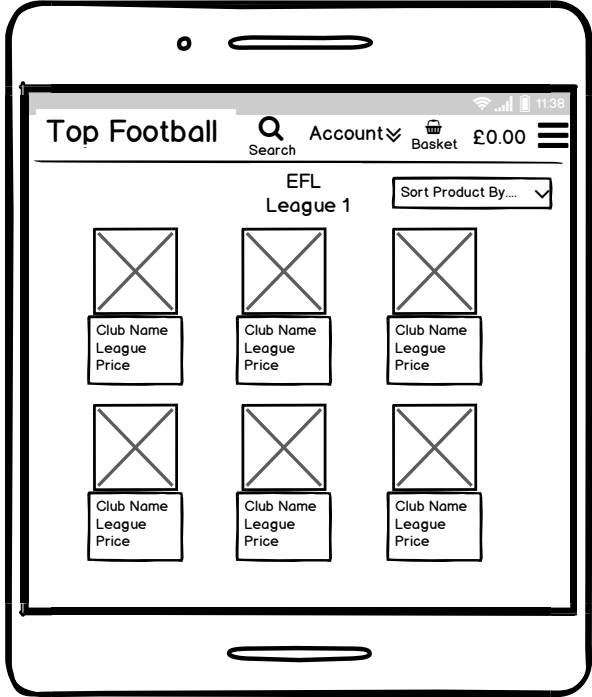 11:38
Top Football
Search
Account
Basket
£0.00
EFL
League 1
Sort Product By....
Club Name
League
Price
Club Name
League
Price
Club Name
League
Price
Club Name
League
Price
Club Name
League
Price
Club Name
League
Price